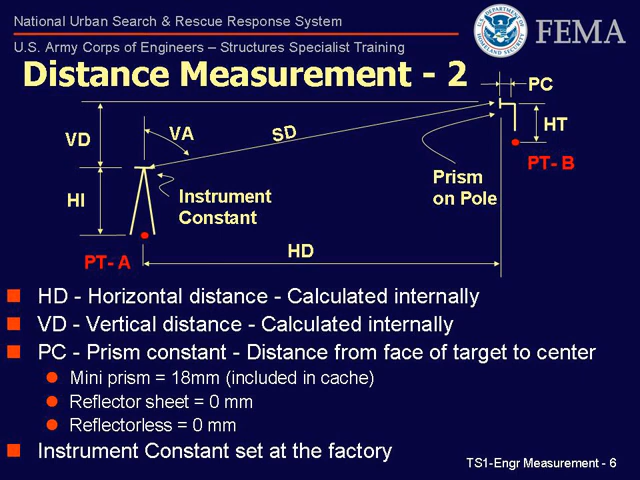 National Urban Search & Rescue Response System
U.S. Army Corps of Engineers – Structures Specialist Training
FEMA
Distance Measurement - 2
PC
VD
VA
SD
HT
PT- B
Prism
on Pole
HI
Instrument
Constant
PT- A
HD
HD - Horizontal distance - Calculated internally
VD - Vertical distance - Calculated internally
PC - Prism constant - Distance from face of target to center
Mini prism = 18mm (included in cache)
Reflector sheet = 0 mm
Reflectorless = 0 mm
Instrument Constant set at the factory
TS1-Engr Measurement - 6